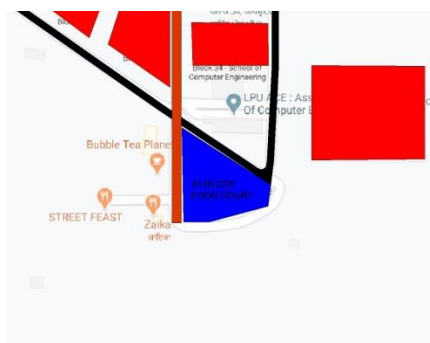 Block 34 - School of
Computer Engineering
LPU ACE : Ass
Of Computer E
Bubble Tea Plane
34 BLOCK
FOOD COURT
STREET FEAST
Zaika